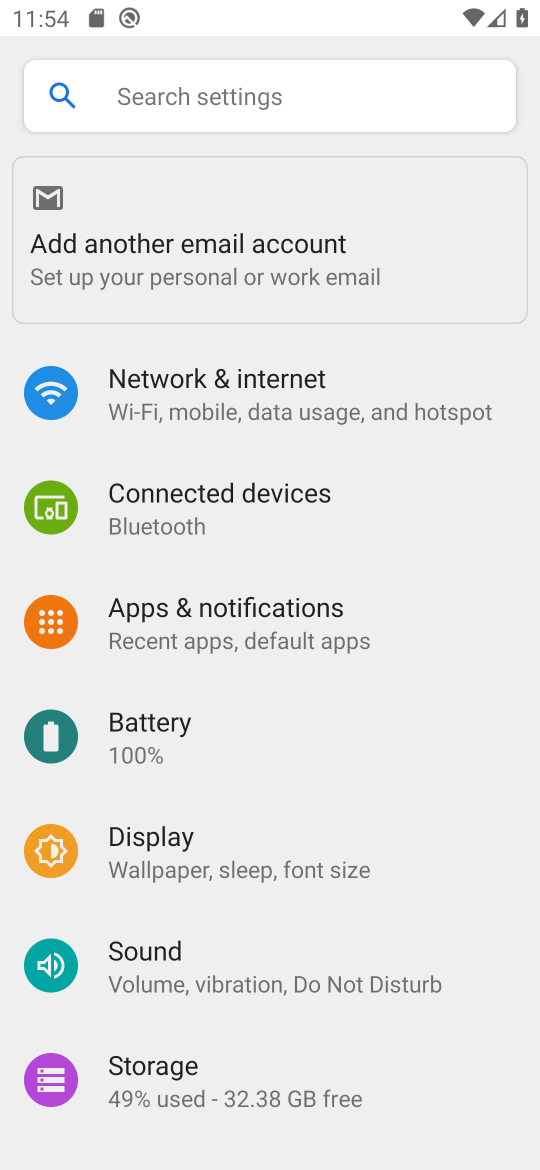 11:54
Search settings
Add another email account
Set up your personal or work email
Network & internet
Wi-Fi, mobile, data usage, and hotspot
Connected devices
Bluetooth
Apps & notifications
Recent apps, default apps
Battery
100%
Display
Wallpaper, sleep, font size
Sound
Volume, vibration, Do Not Disturb
Storage
49% used - 32.38 GB free